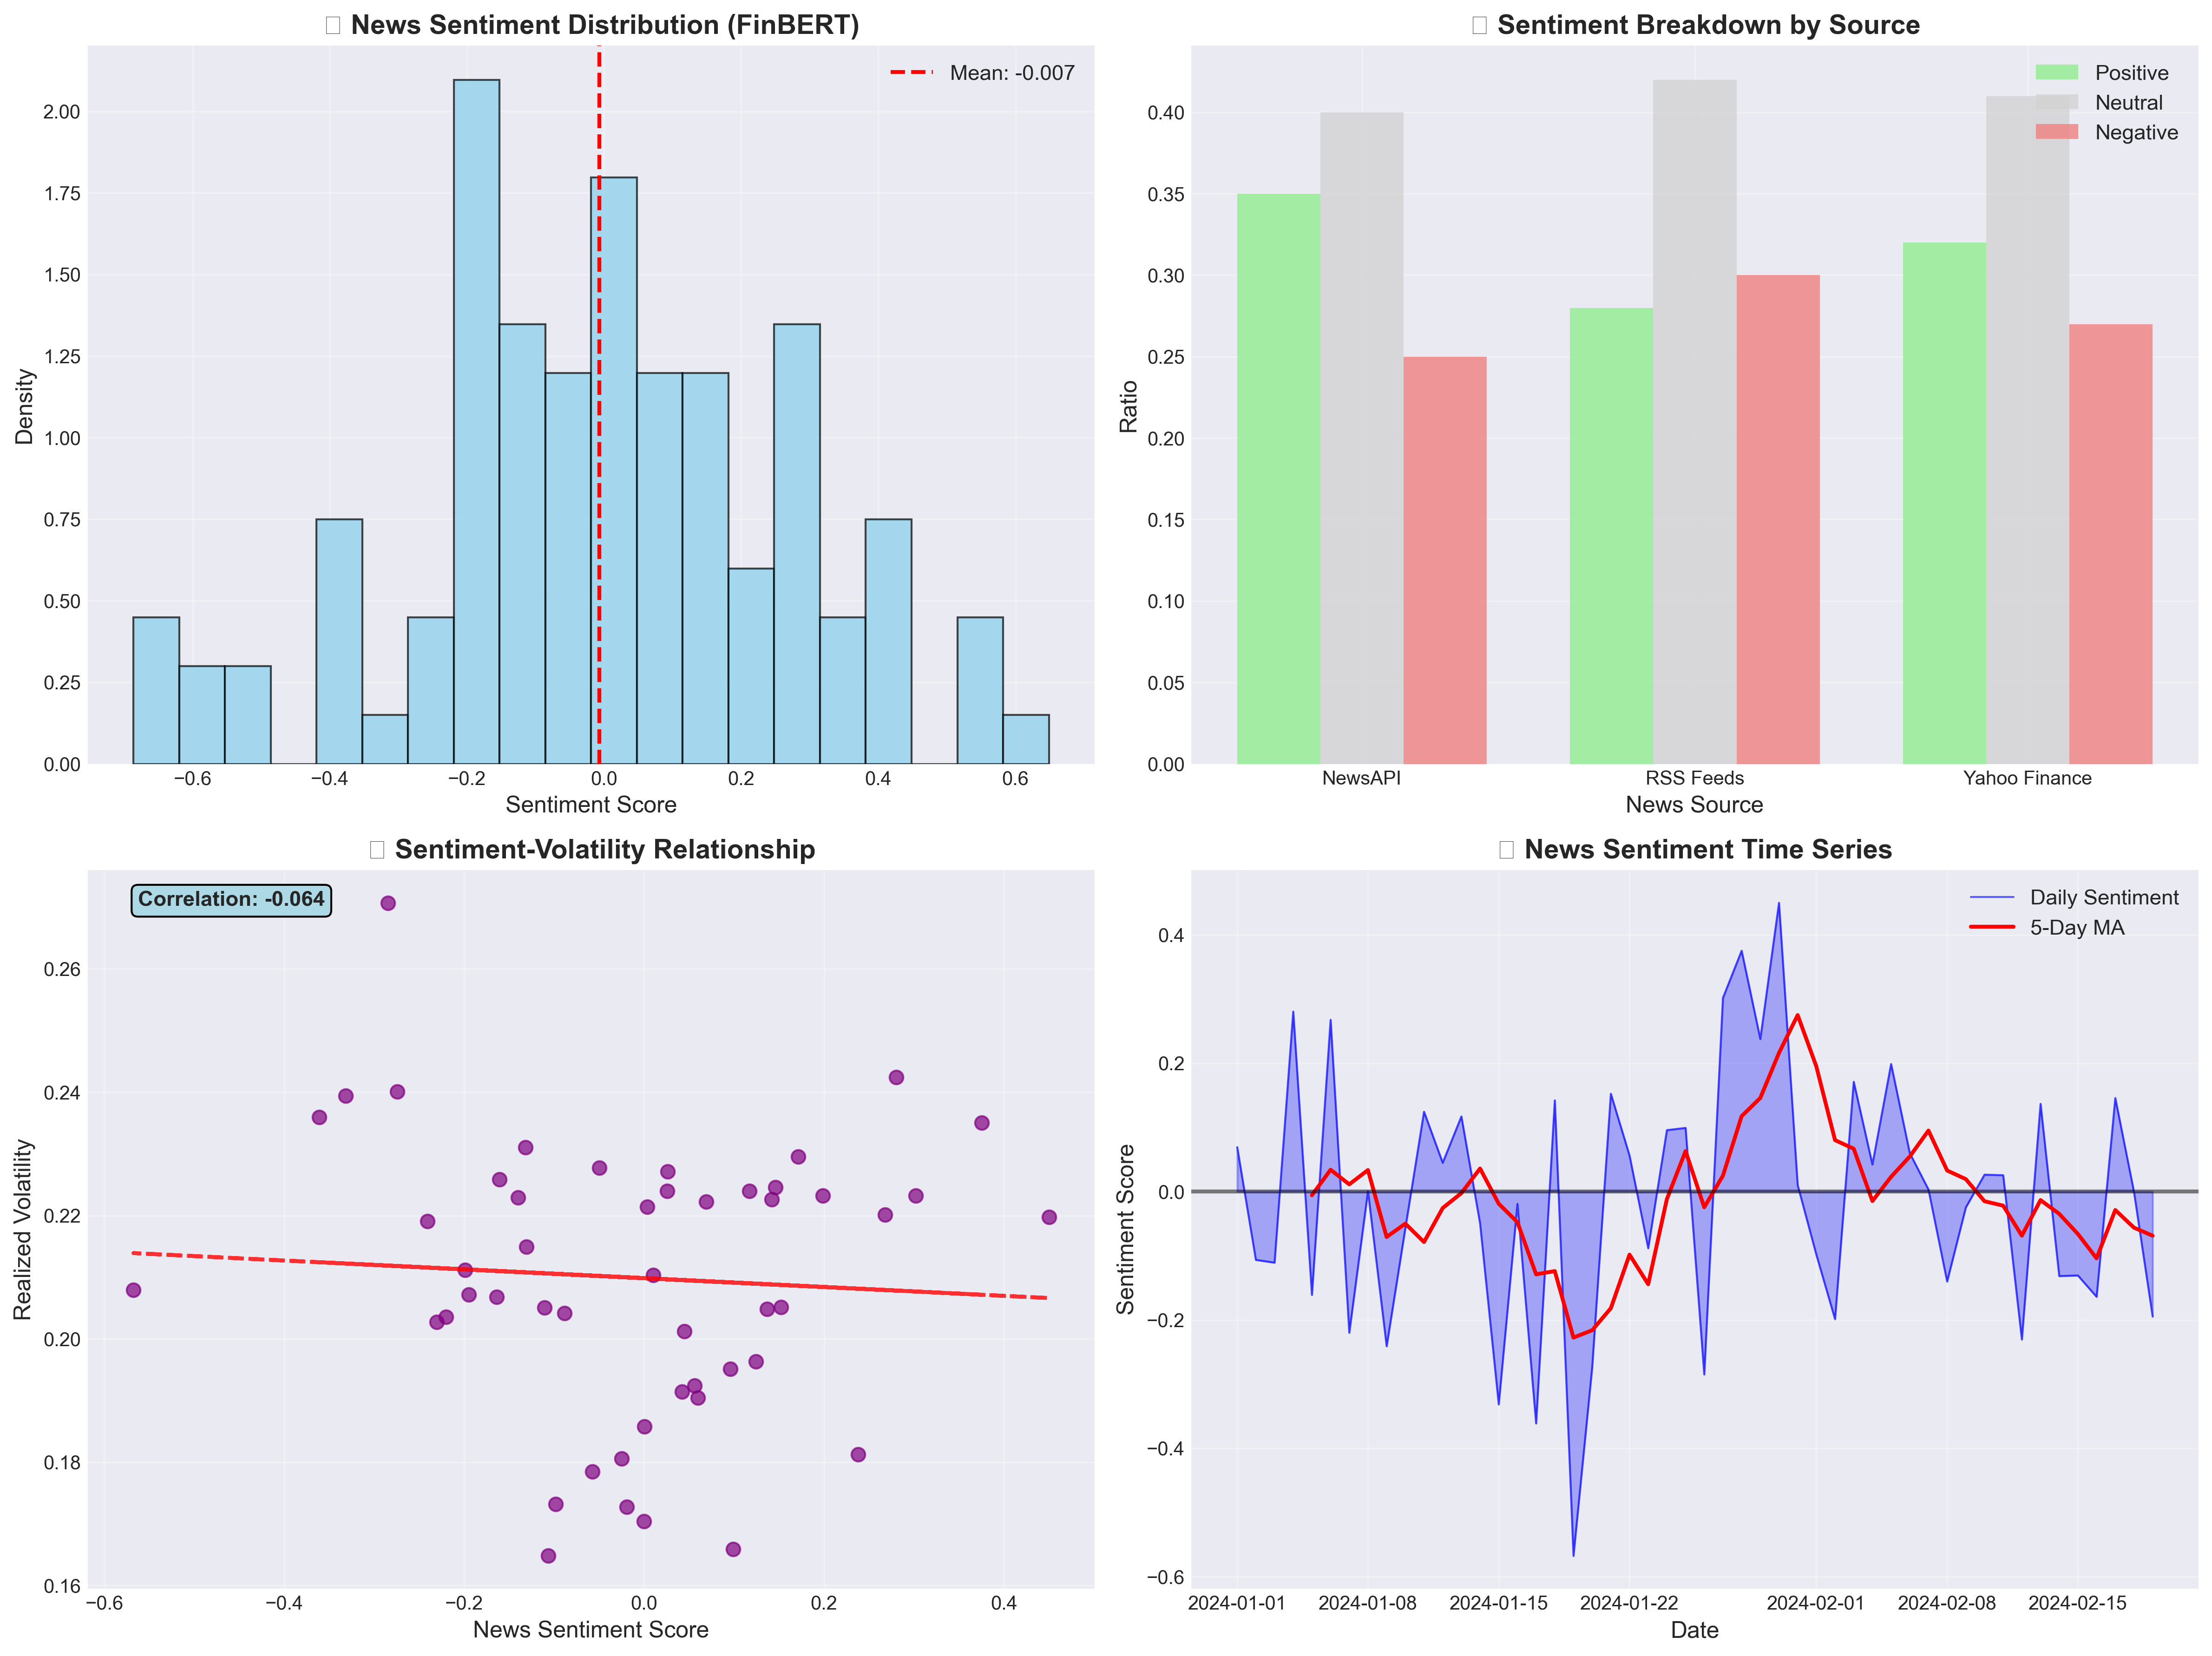 News Sentiment Distribution (FinBERT)
Mean: -0.007
2.00
1.75
1.50
1.25
1.00
0.75
0.50
0.25
0.00
Density
−0.6
−0.4
−0.2
0.0
0.2
0.4
0.6
Sentiment Score
Sentiment Breakdown by Source
Positive
Neutral
Negative
0.40
0.35
0.30
0.25
0.20
0.15
0.10
0.05
0.00
Ratio
NewsAPI
RSS Feeds
Yahoo Finance
News Source
Sentiment-Volatility Relationship
Correlation: -0.064
0.26
0.24
0.22
0.20
0.18
0.16
Realized Volatility
−0.6
−0.4
−0.2
0.0
0.2
0.4
News Sentiment Score
News Sentiment Time Series
Daily Sentiment
5-Day MA
0.4
0.2
0.0
−0.2
−0.4
−0.6
Sentiment Score
2024-01-01
2024-01-08
2024-01-15
2024-01-22
2024-02-01
2024-02-08
2024-02-15
Date